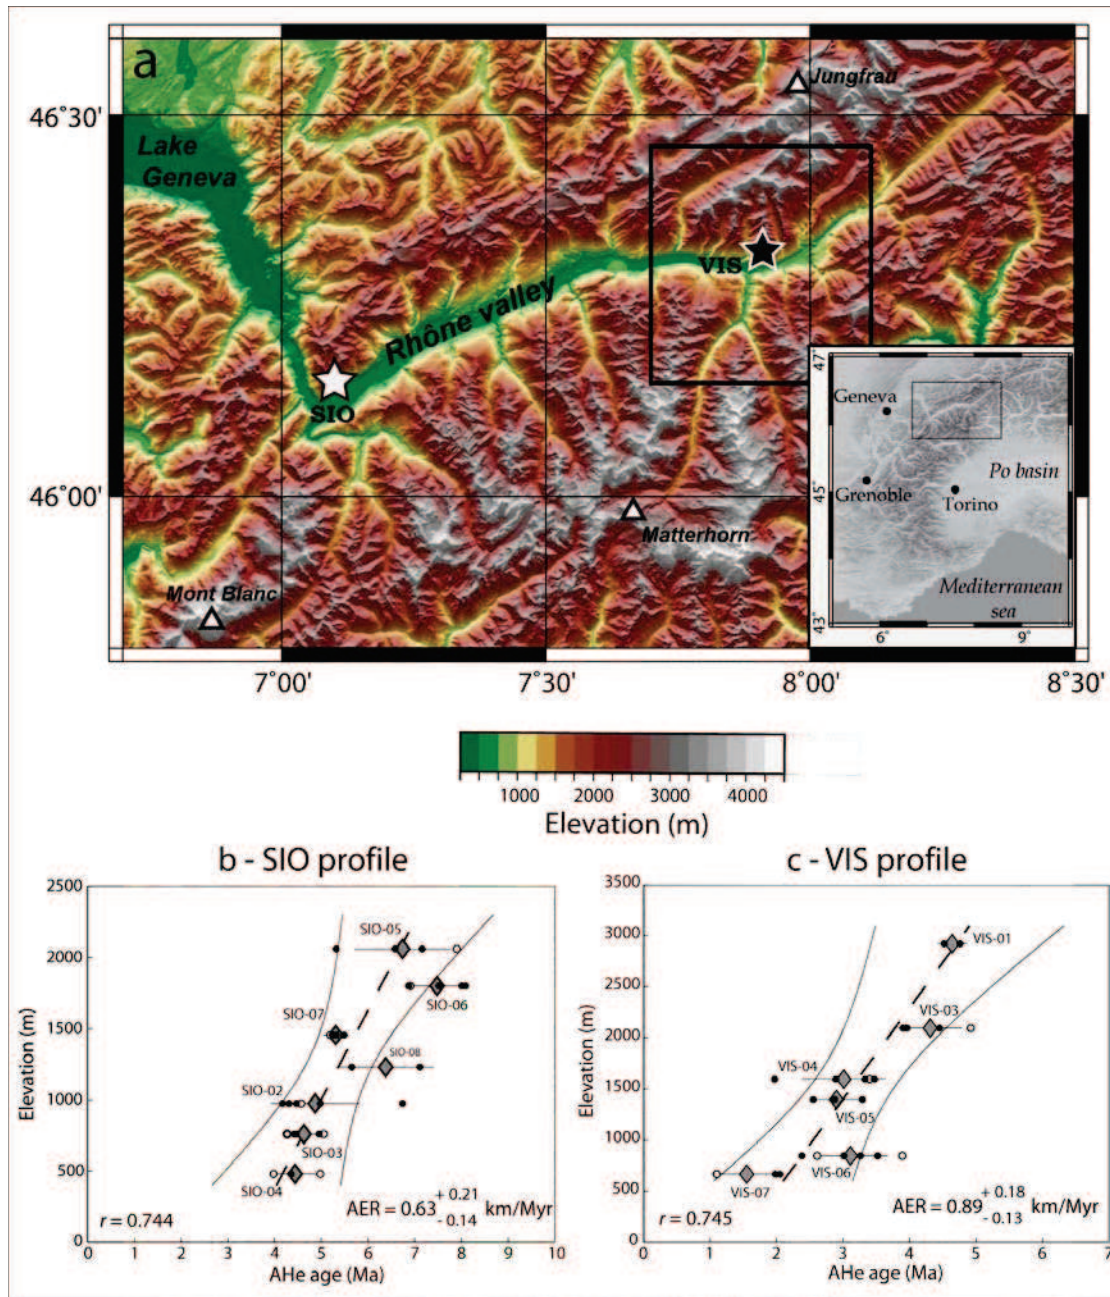 a
Jungfrau
46°30'
Lake
Geneva
VIS
Rhône valley
SIO
46°00'
Matterhorn
Mont Blanc
47°
Geneva
Po basin
Grenoble
45°
Torino
Mediterranean
sea
43°
6°
9°
7°00'
7°30'
8°00'
8°30'
1000
2000
3000
4000
Elevation (m)
b - SIO profile
2500
2000
1500
1000
500
0
Elevation (m)
SIO-05
SIO-06
SIO-07
SIO-08
SIO-02
SIO-03
SIO-04
r = 0.744
AER = 0.63 + 0.21 - 0.14 km/Myr
0 1 2 3 4 5 6 7 8 9 10
AHe age (Ma)
c - VIS profile
3500
3000
2500
2000
1500
1000
500
0
Elevation (m)
VIS-01
VIS-03
VIS-04
VIS-05
VIS-06
VIS-07
r = 0.745
AER = 0.89 + 0.18 - 0.13 km/Myr
0 1 2 3 4 5 6 7
AHe age (Ma)